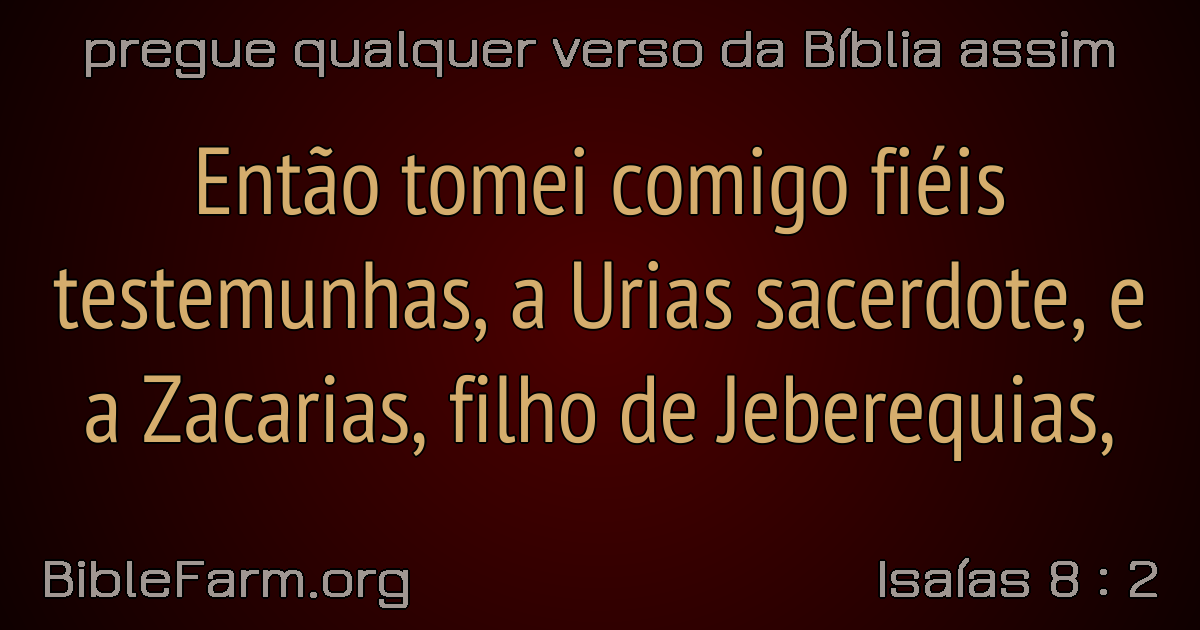 pregue qualquer verso da Bíblia assim
Então tomei comigo fiéis
testemunhas, a Urias sacerdote, e
a Zacarias, filho de Jeberequias,
BibleFarm.org
Isaías 8 : 2